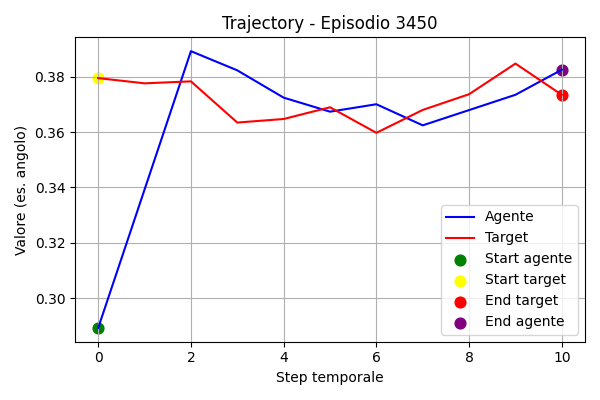 Trajectory - Episodio 3450
Valore (es. angolo)
0.38
0.36
0.34
0.32
0.30
0 2 4 6 8 10
Step temporale
Agente
Target
Start agente
Start target
End target
End agente